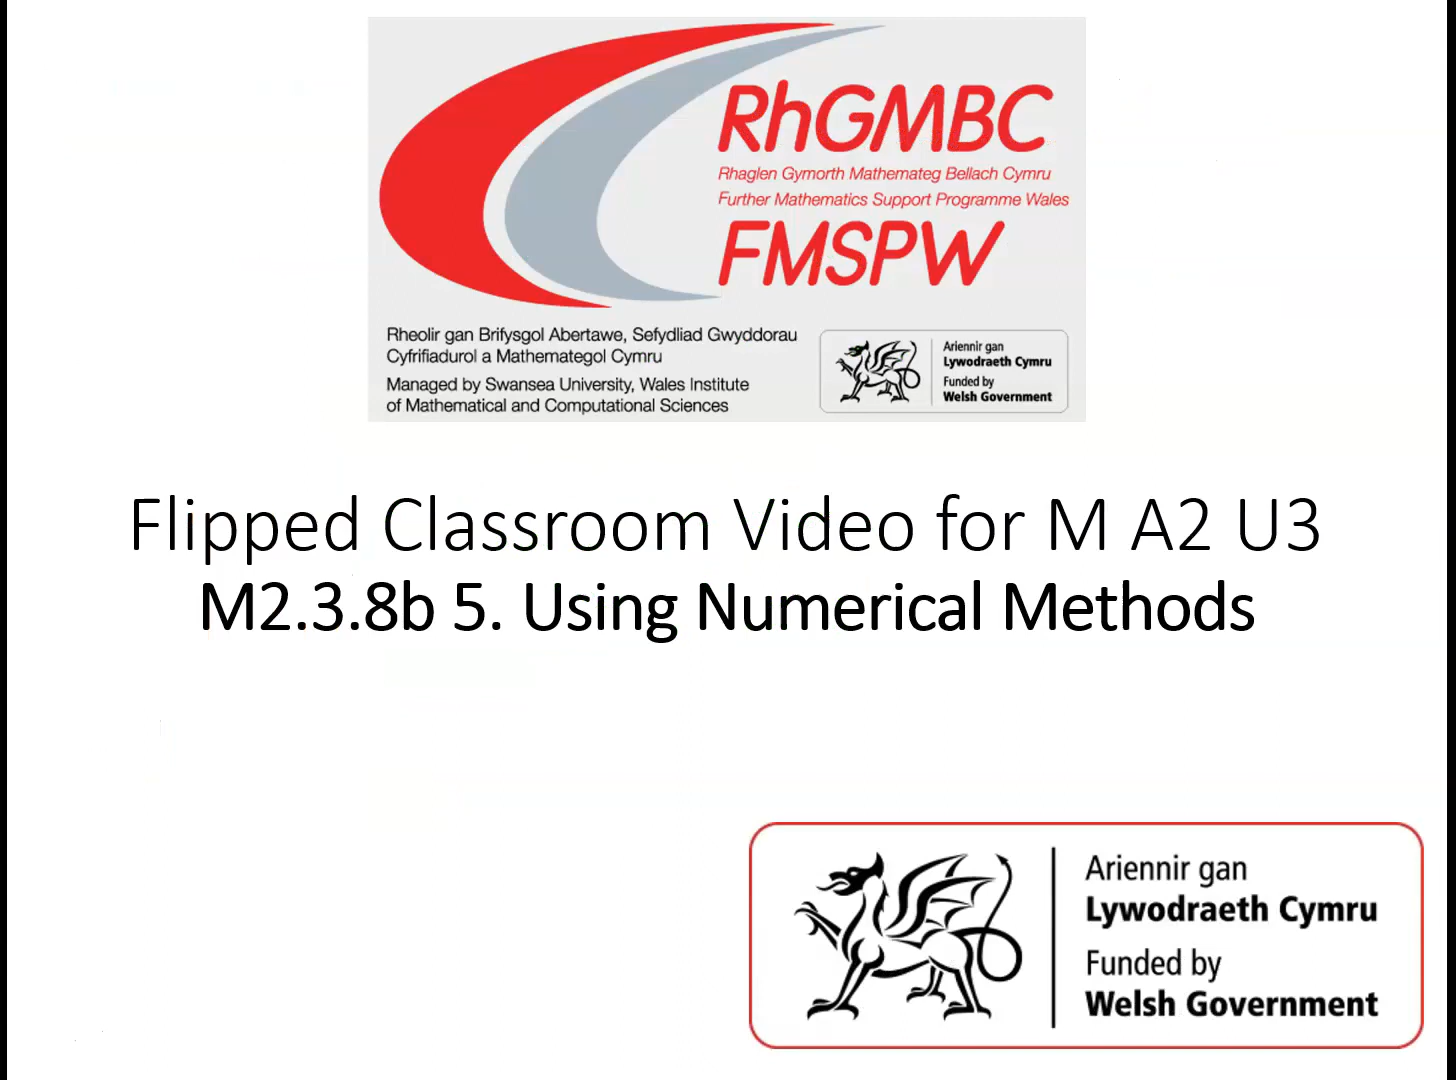 RhGMBC
Rhaglen Gymorth Mathemateg Bellach Cymru
Further Mathematics Support Programme Wales
FMSPW
Rheolir gan Brifysgol Abertawe, Sefydliad Gwyddorau
Cyfrifiadurol a Mathemategol Cymru
Managed by Swansea University, Wales Institute
of Mathematical and Computational Sciences
Ariennir gan
Lywodraeth Cymru
Funded by
Welsh Government
Flipped Classroom Video for M A2 U3
M2.3.8b 5. Using Numerical Methods
Ariennir gan
Lywodraeth Cymru
Funded by
Welsh Government